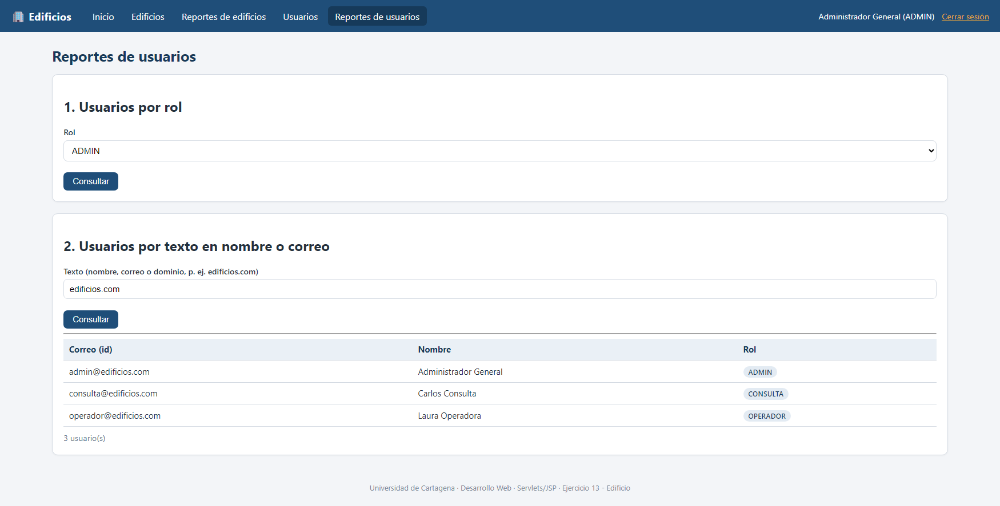 Edificios Inicio Edificios Reportes de edificios Usuarios Reportes de usuarios Administrador General (ADMIN) Cerrar sesión
Reportes de usuarios
1. Usuarios por rol
Rol
ADMIN
Consultar
2. Usuarios por texto en nombre o correo
Texto (nombre, correo o dominio, p. ej. edificios.com)
edificios.com
Consultar
Correo (id) Nombre Rol
admin@edificios.com Administrador General ADMIN
consulta@edificios.com Carlos Consulta CONSULTA
operador@edificios.com Laura Operadora OPERADOR
3 usuario(s)
Universidad de Cartagena · Desarrollo Web · Servlets/JSP · Ejercicio 13 - Edificio